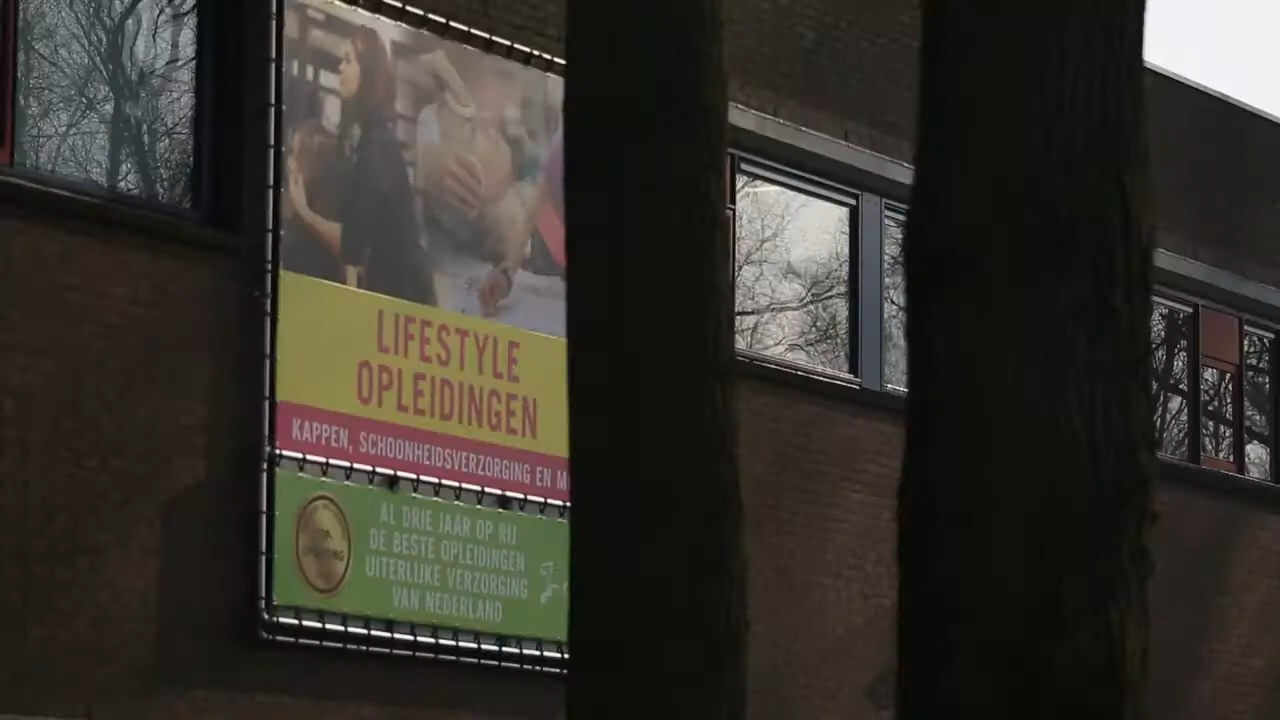 LIFESTYLE
OPLEIDINGEN
KAPPEN, SCHOONHEIDSVERZORGING EN
AL DRIE JAAR OP RIJ
DE BESTE OPLEIDINGEN
UITERLIJKE VERZORGING
VAN NEDERLAND